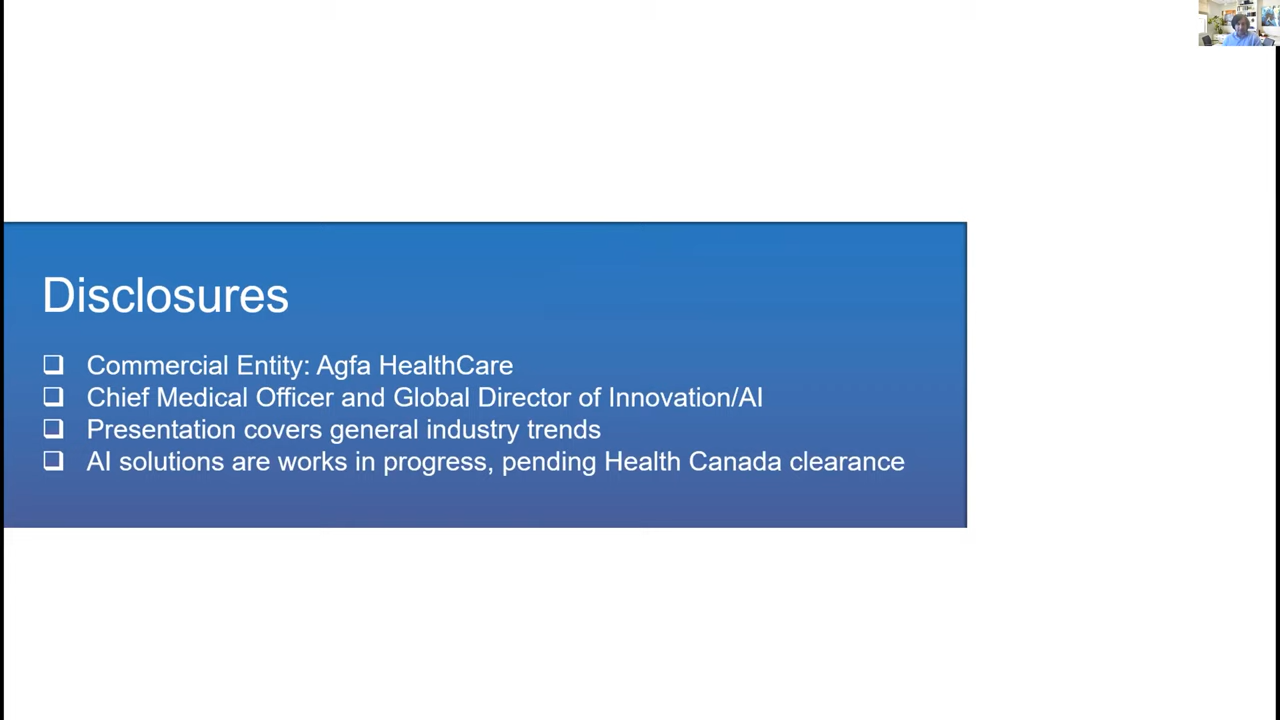 Disclosures
Commercial Entity: Agfa HealthCare
Chief Medical Officer and Global Director of Innovation/AI
Presentation covers general industry trends
AI solutions are works in progress, pending Health Canada clearance